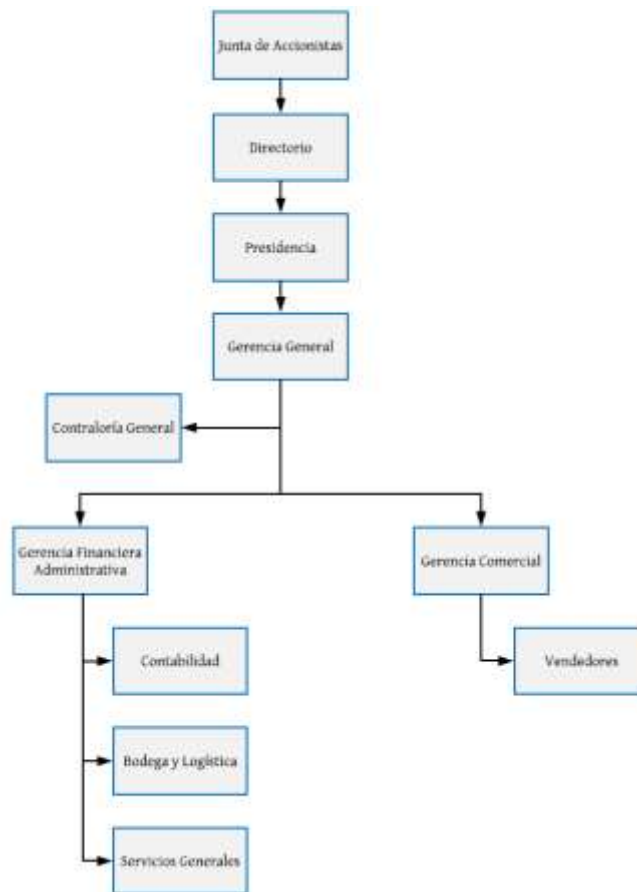 Junta de Accionistas
Directorio
Presidencia
Gerencia General
Contraloría General
Gerencia Financiera
Administrativa
Gerencia Comercial
Contabilidad
Vendedores
Bodega y Logística
Servicios Generales